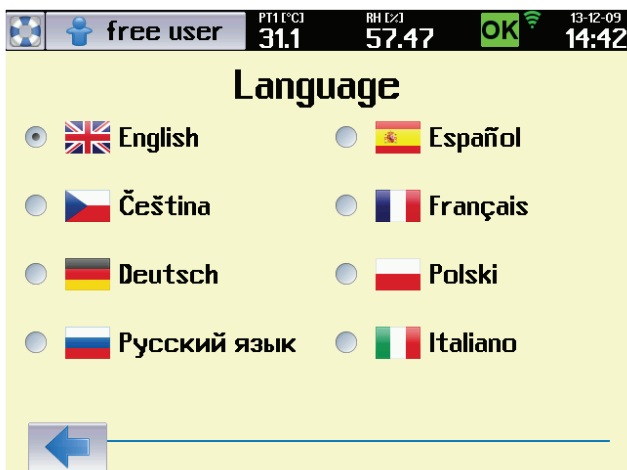 free user
PT1 [°C]
31.1
RH [%]
57.47
OK
13-12-09
14:42
Language
English
Español
Čeština
Français
Deutsch
Polski
Русский язык
Italiano